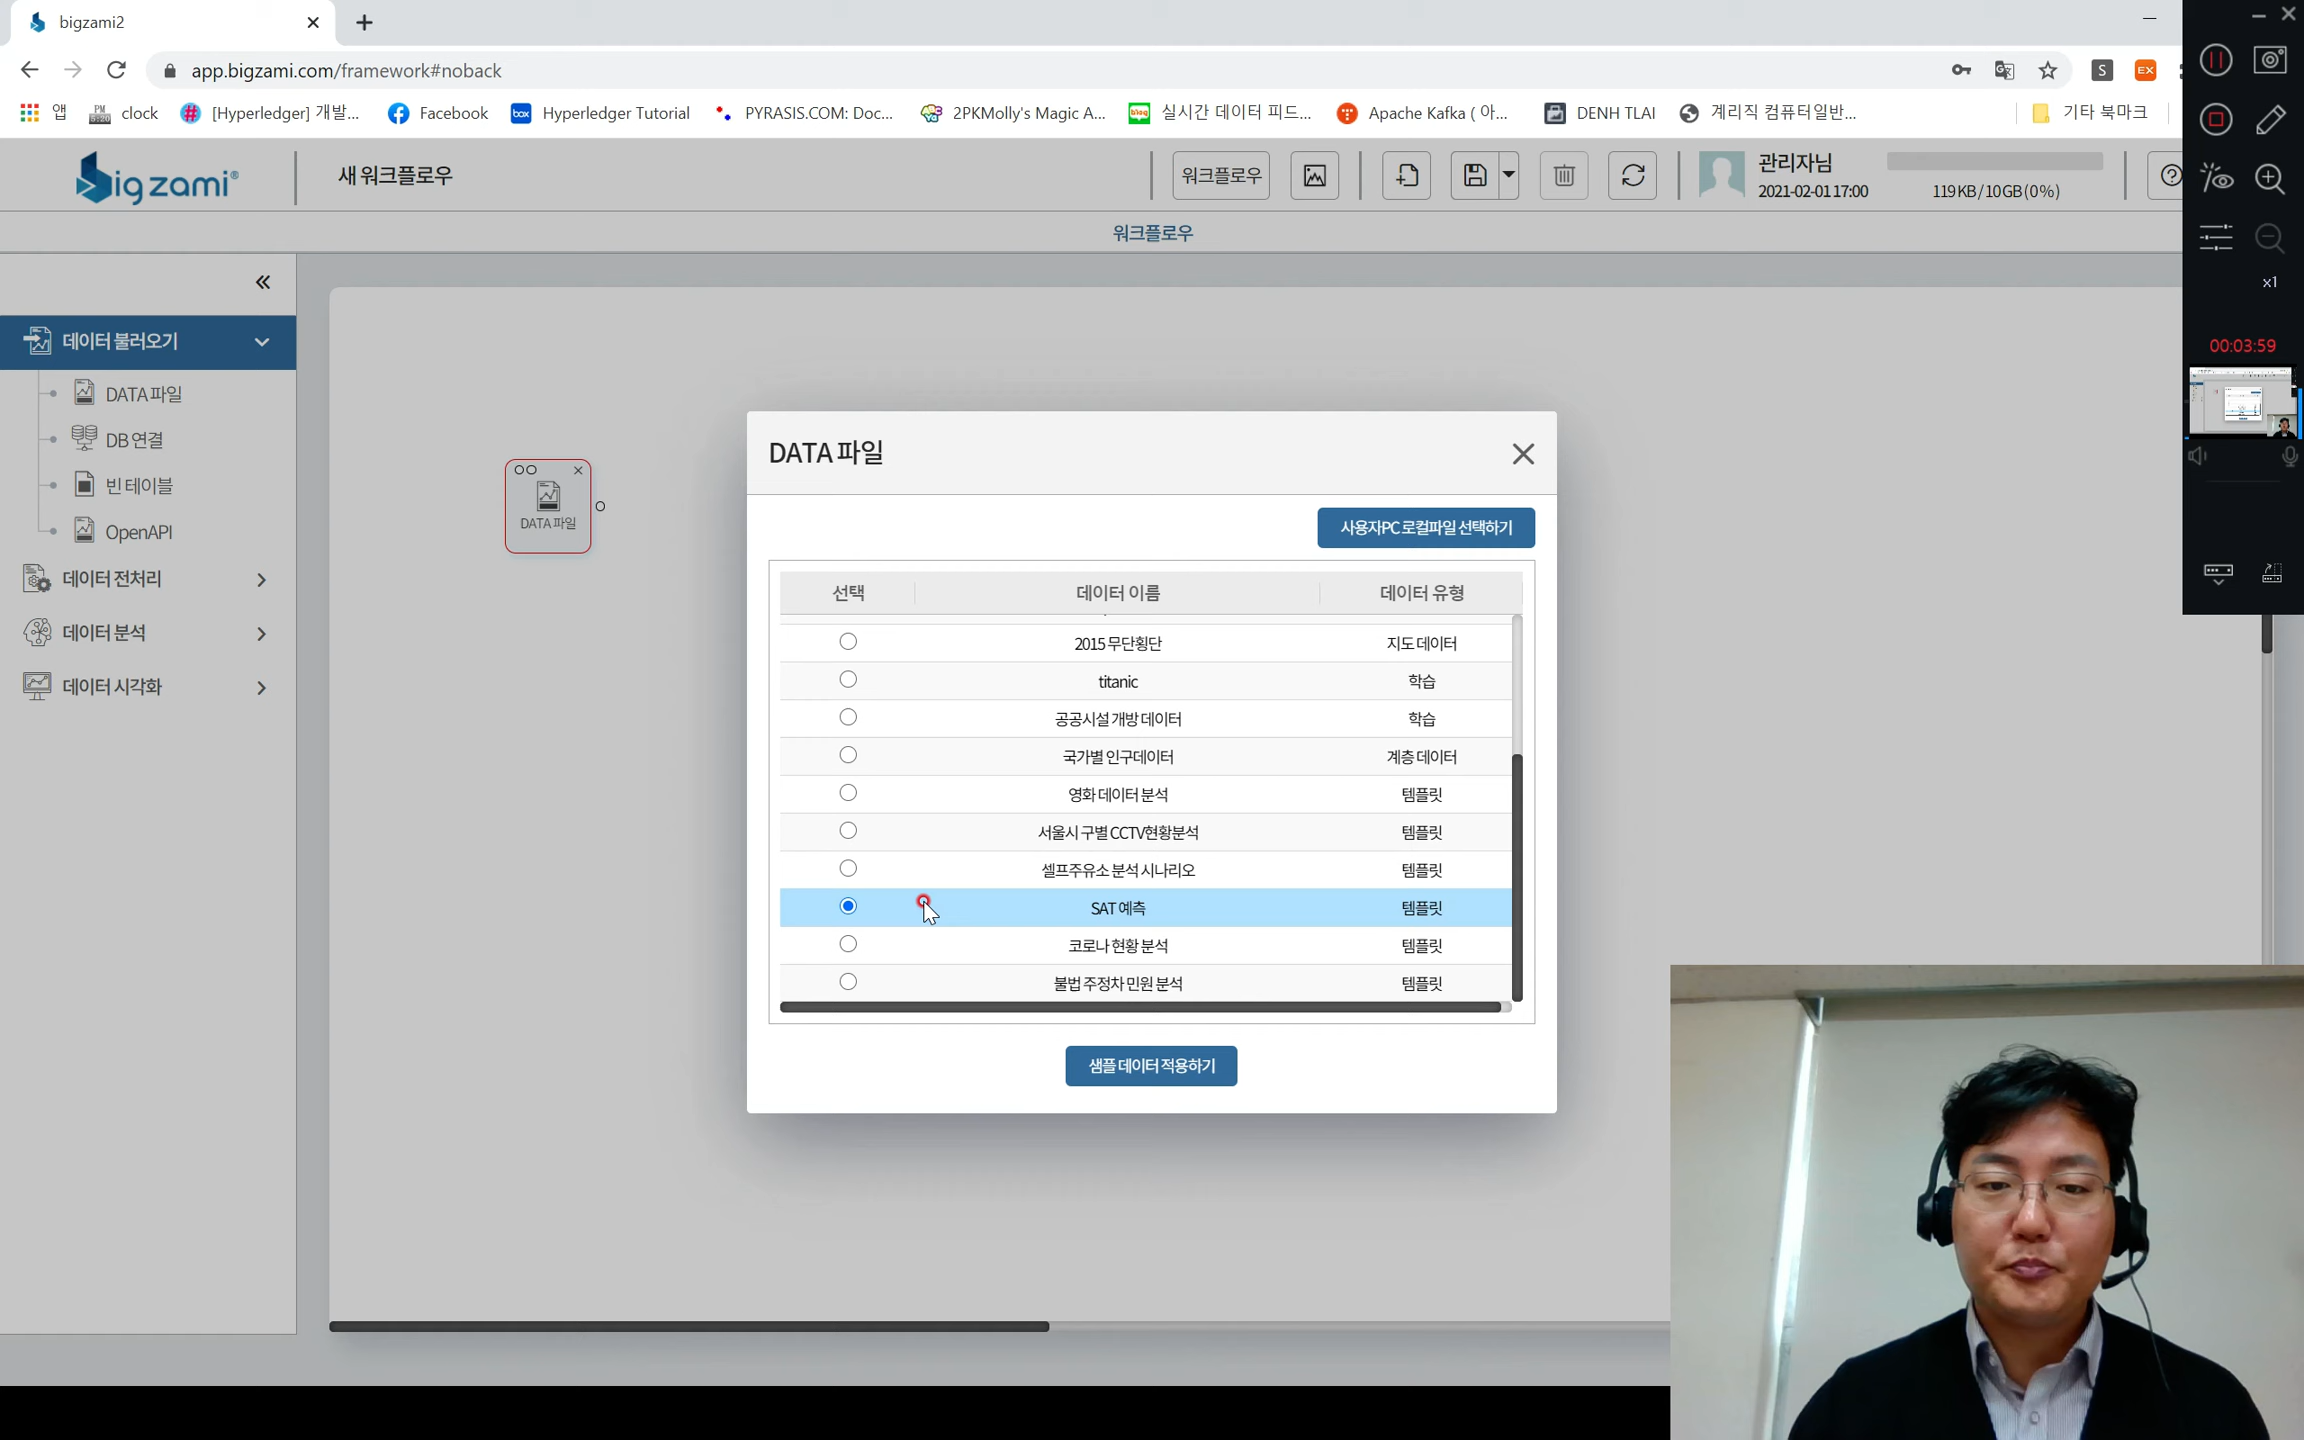 bigzami2
app.bigzami.com/framework#noback
S
EX
앱
PM 5:20
clock
[Hyperledger] 개발...
Facebook
box
Hyperledger Tutorial
PYRASIS.COM: Doc...
2PKMolly's Magic A...
blog
실시간 데이터 피드...
Apache Kafka ( 아...
DENH TLAI
계리직 컴퓨터일반...
기타 북마크
Big zami®
새 워크플로우
워크플로우
관리자님
2021-02-01 17:00
119 KB / 10 GB (0%)
워크플로우
데이터 불러오기
DATA 파일
DB 연결
빈 테이블
OpenAPI
데이터 전처리
데이터 분석
데이터 시각화
DATA 파일
DATA 파일
사용자PC 로컬파일 선택하기
선택 데이터 이름 데이터 유형
2015 무단횡단 지도 데이터
titanic 학습
공공시설 개방 데이터 학습
국가별 인구데이터 계층 데이터
영화 데이터 분석 템플릿
서울시 구별 CCTV현황분석 템플릿
셀프주유소 분석 시나리오 템플릿
SAT 예측 템플릿
코로나 현황 분석 템플릿
불법 주정차 민원 분석 템플릿
샘플 데이터 적용하기
x1
00:03:59